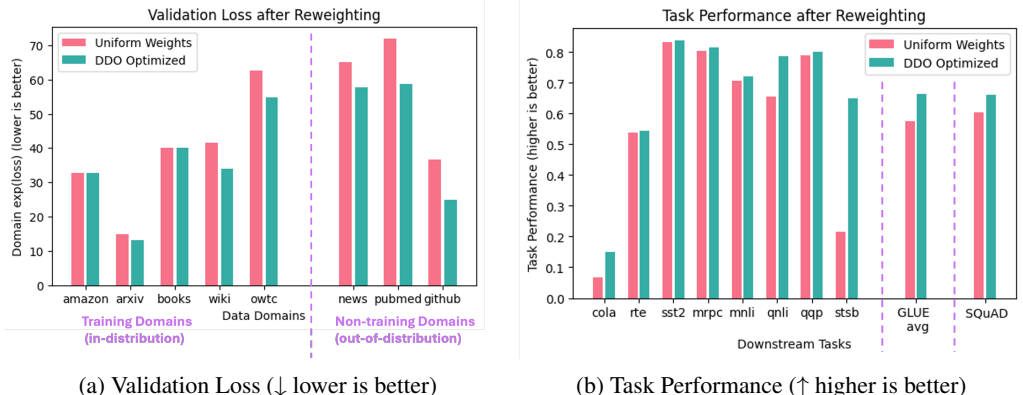 Validation Loss after Reweighting
Uniform Weights
DDO Optimized
Domain exp(loss) (lower is better)
70
60
50
40
30
20
10
0
amazon arxiv books wiki owtc news pubmed github
Data Domains
Training Domains
(in-distribution)
Non-training Domains
(out-of-distribution)
(a) Validation Loss (↓ lower is better)
Task Performance after Reweighting
Uniform Weights
DDO Optimized
Task Performance (higher is better)
0.8
0.7
0.6
0.5
0.4
0.3
0.2
0.1
0.0
cola rte sst2 mrpc mnli qnli qqp stsb GLUE SQuAD
avg
Downstream Tasks
(b) Task Performance (↑ higher is better)